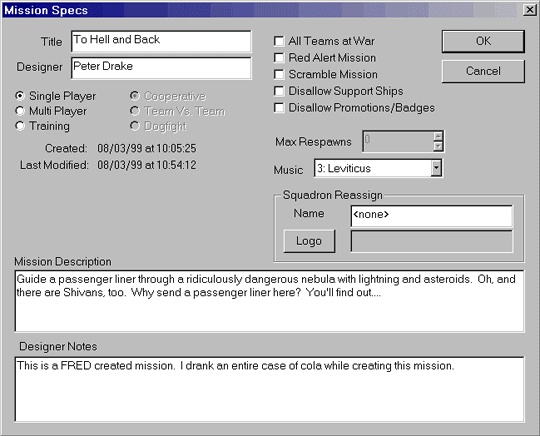 Mission Specs
Title
To Hell and Back
Designer
Peter Drake
Single Player
Cooperative
Multi Player
Team Vs. Team
Training
Dogfight
Created: 08/03/99 at 10:05:25
Last Modified: 08/03/99 at 10:54:12
All Teams at War
Red Alert Mission
Scramble Mission
Disallow Support Ships
Disallow Promotions/Badges
OK
Cancel
Max Respawns
0
Music
3: Leviticus
Squadron Reassign
Name
<none>
Logo
Mission Description
Guide a passenger liner through a ridiculously dangerous nebula with lightning and asteroids.  Oh, and
there are Shivans, too.  Why send a passenger liner here?  You'll find out....
Designer Notes
This is a FRED created mission.  I drank an entire case of cola while creating this mission.